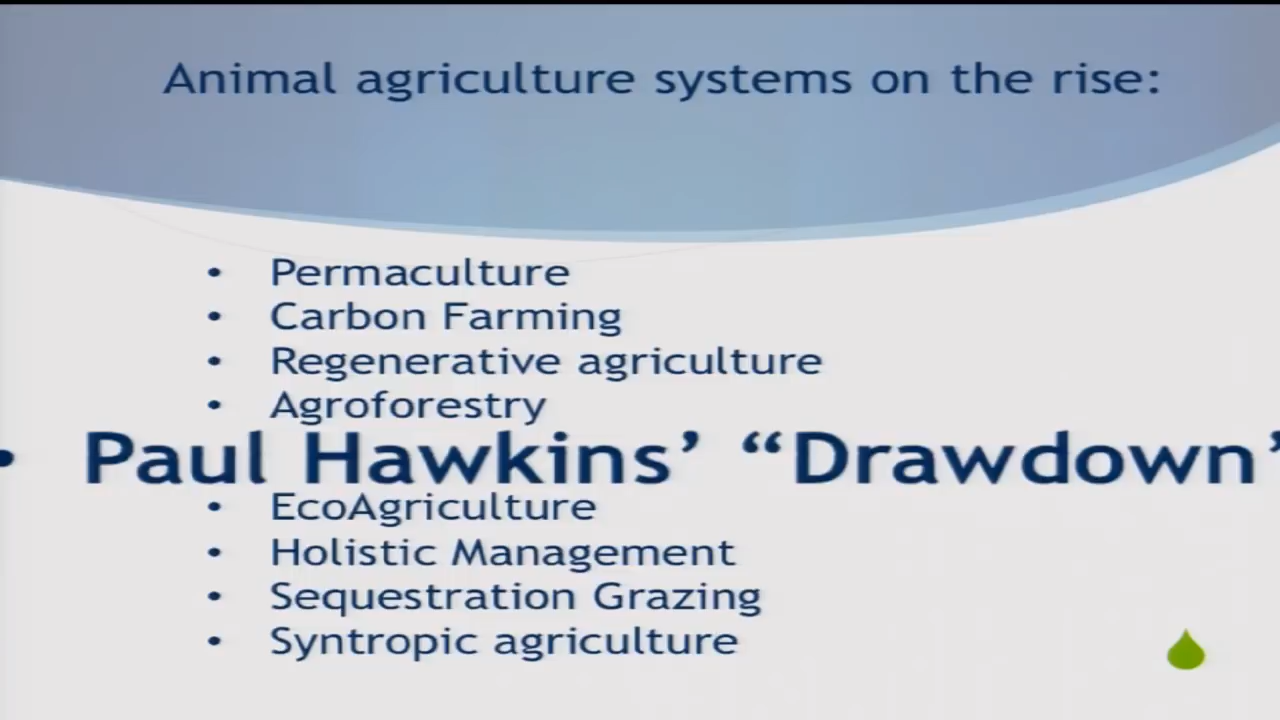 Animal agriculture systems on the rise:
• Permaculture
• Carbon Farming
• Regenerative agriculture
• Agroforestry
• Paul Hawkins’ “Drawdown”
• EcoAgriculture
• Holistic Management
• Sequestration Grazing
• Syntropic agriculture